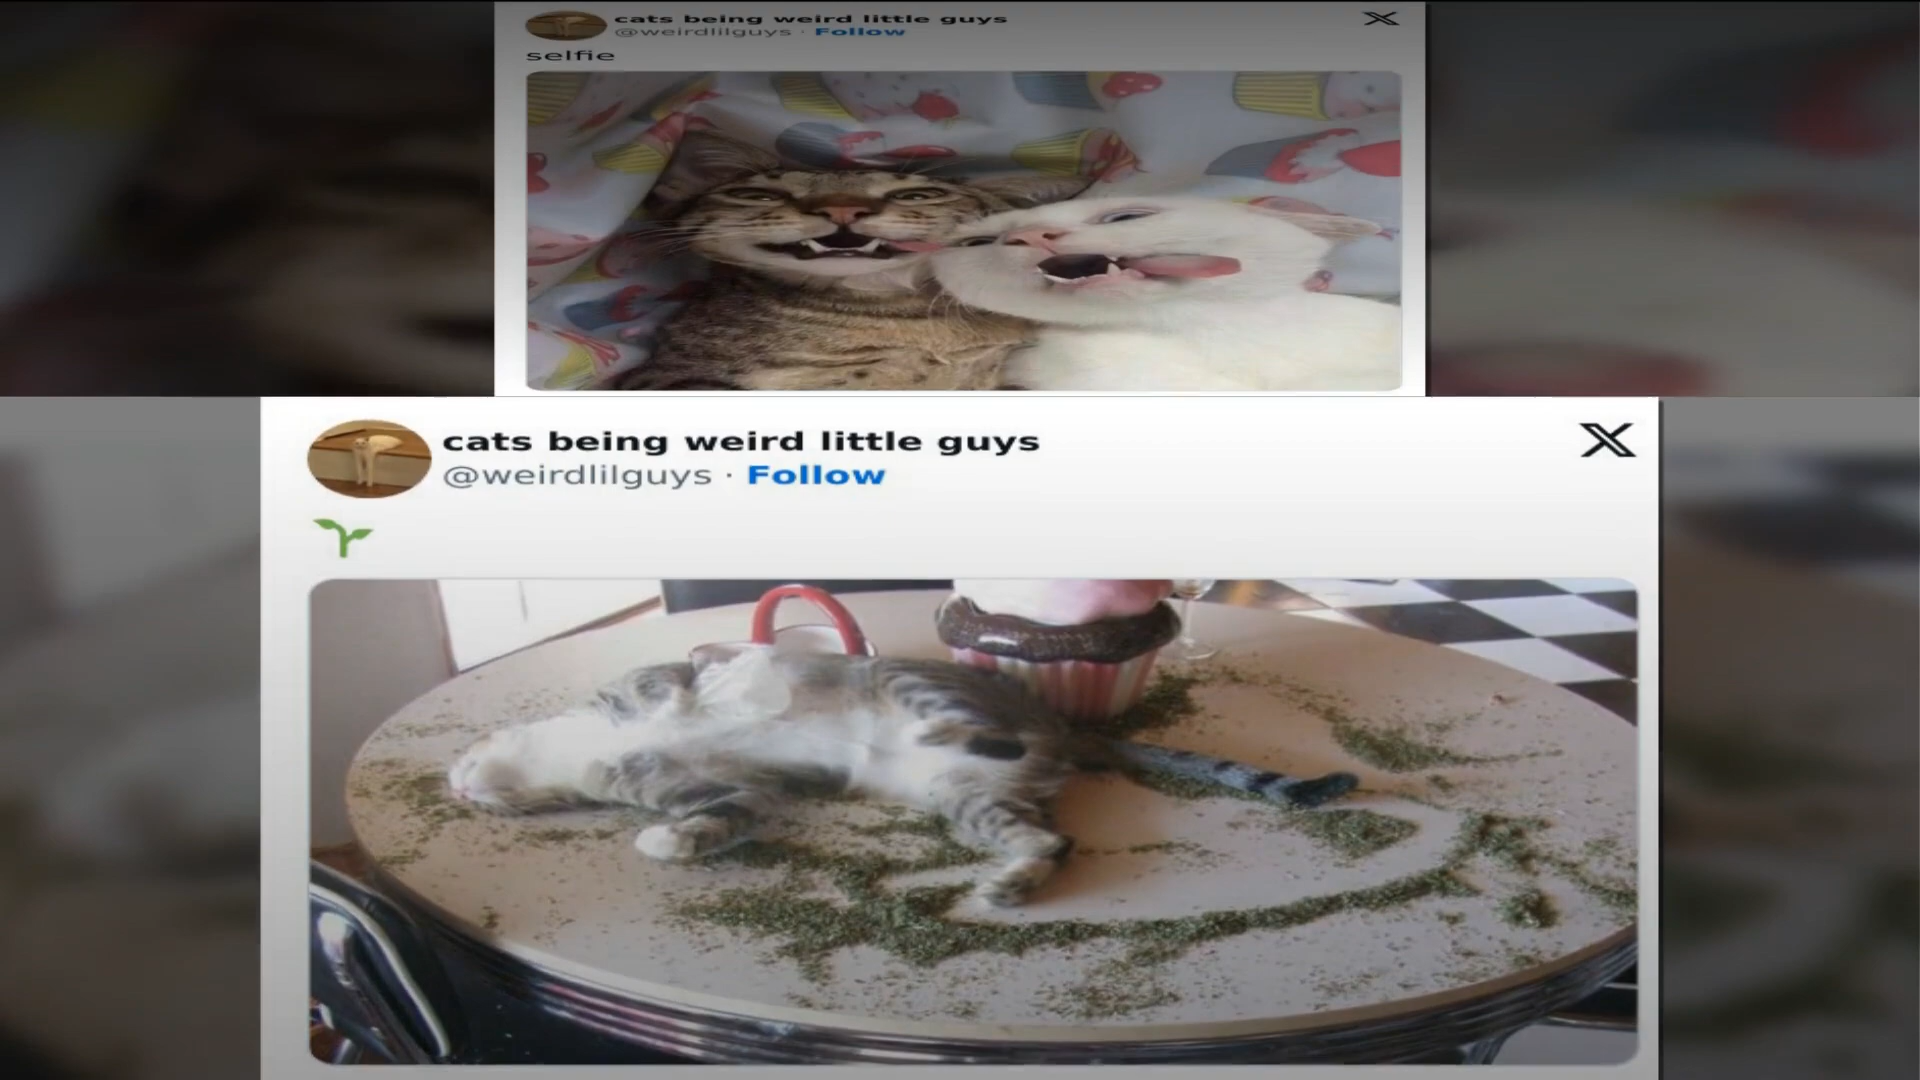 cats being weird little guys
@weirdlilguys · Follow
selfie
cats being weird little guys
@weirdlilguys · Follow
🌱